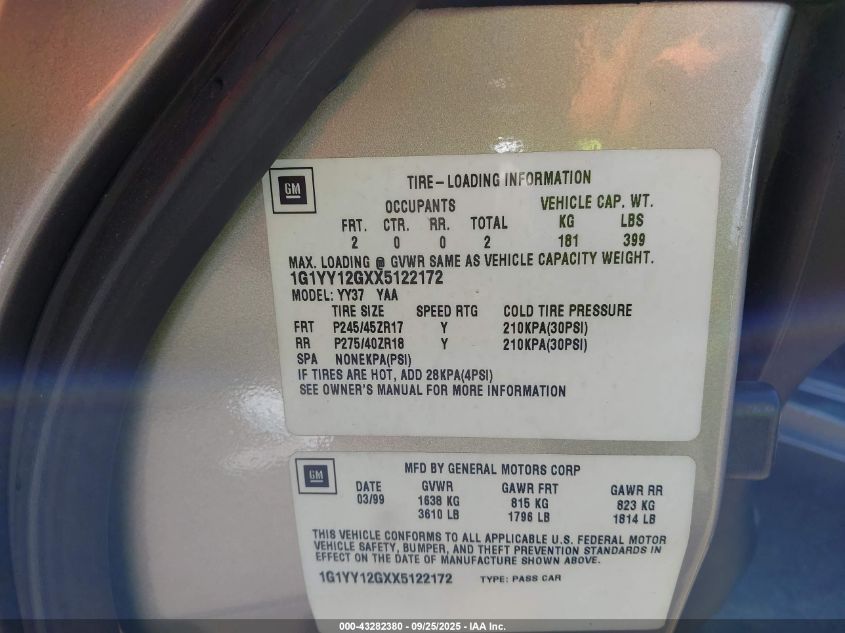 GM
TIRE-LOADING INFORMATION
OCCUPANTS VEHICLE CAP. WT.
FRT. CTR. RR. TOTAL KG LBS
2 0 0 2 181 399
MAX. LOADING @ GVWR SAME AS VEHICLE CAPACITY WEIGHT.
1G1YY12GXX5122172
MODEL: YY37 YAA
TIRE SIZE SPEED RTG COLD TIRE PRESSURE
FRT P245/45ZR17 Y 210KPA(30PSI)
RR P275/40ZR18 Y 210KPA(30PSI)
SPA NONEKPA(PSI)
IF TIRES ARE HOT, ADD 28KPA(4PSI)
SEE OWNER'S MANUAL FOR MORE INFORMATION
GM
MFD BY GENERAL MOTORS CORP
DATE GVWR GAWR FRT GAWR RR
03/99 1638 KG 815 KG 823 KG
3610 LB 1796 LB 1814 LB
THIS VEHICLE CONFORMS TO ALL APPLICABLE U.S. FEDERAL MOTOR
VEHICLE SAFETY, BUMPER, AND THEFT PREVENTION STANDARDS IN
EFFECT ON THE DATE OF MANUFACTURE SHOWN ABOVE.
1G1YY12GXX5122172 TYPE: PASS CAR
000-43282380 - 09/25/2025 - IAA Inc.